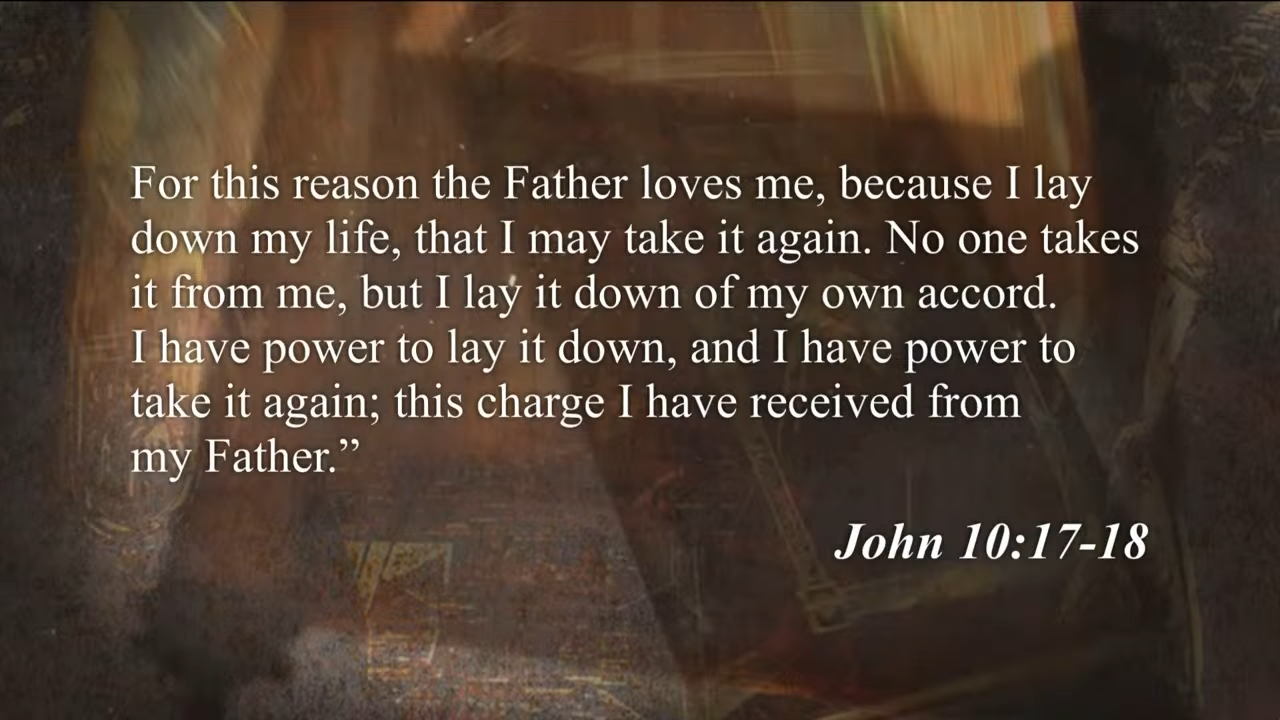 For this reason the Father loves me, because I lay
down my life, that I may take it again. No one takes
it from me, but I lay it down of my own accord.
I have power to lay it down, and I have power to
take it again; this charge I have received from
my Father.”
John 10:17-18